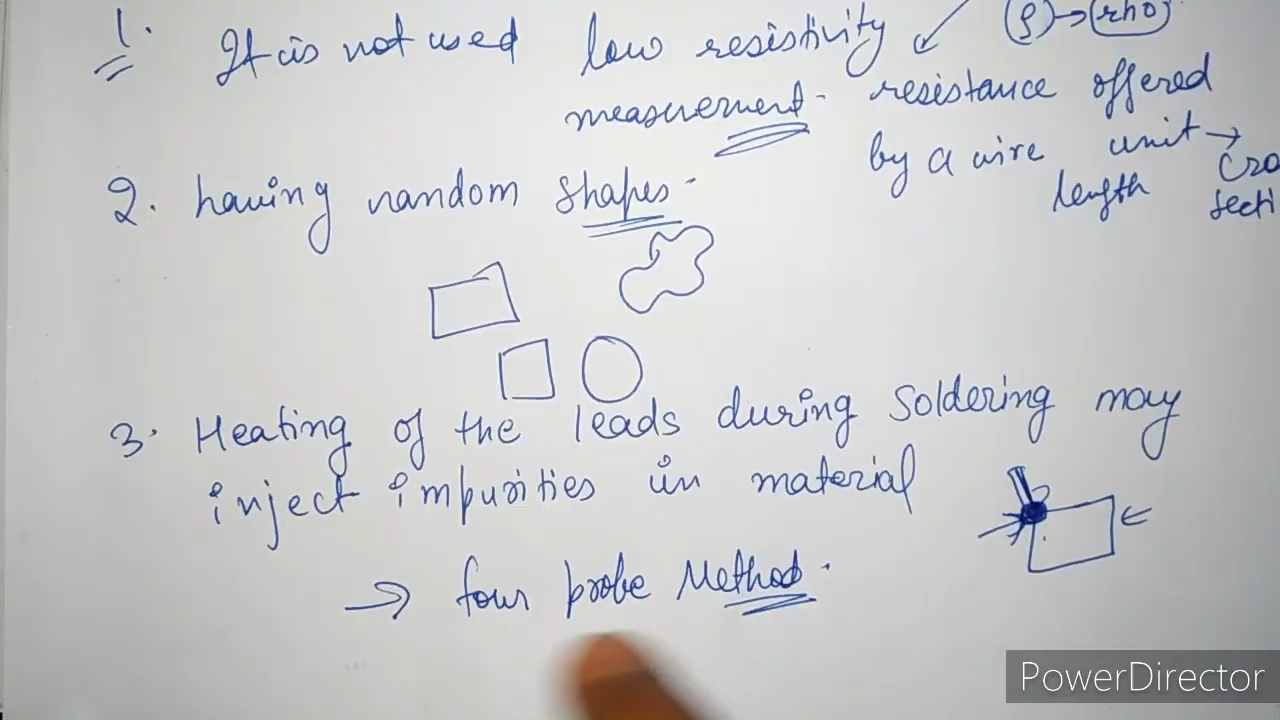 1. It is not used low resistivity (ρ) → (rho)
measurement. resistance offered
by a wire unit →
length
2. having random shapes.
3. Heating of the leads during soldering may
inject impurities in material
→ four probe Method.
PowerDirector